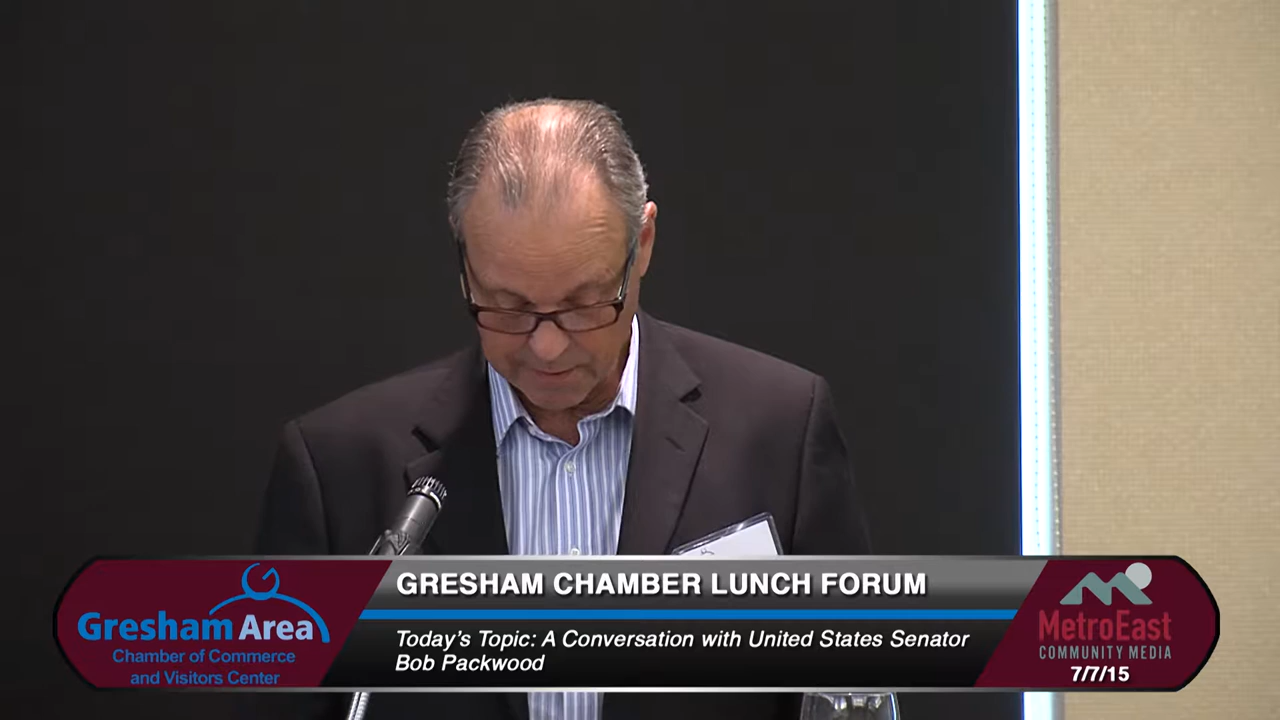 GRESHAM CHAMBER LUNCH FORUM
Today's Topic: A Conversation with United States Senator
Bob Packwood
Gresham Area
Chamber of Commerce
and Visitors Center
MetroEast
COMMUNITY MEDIA
7/7/15